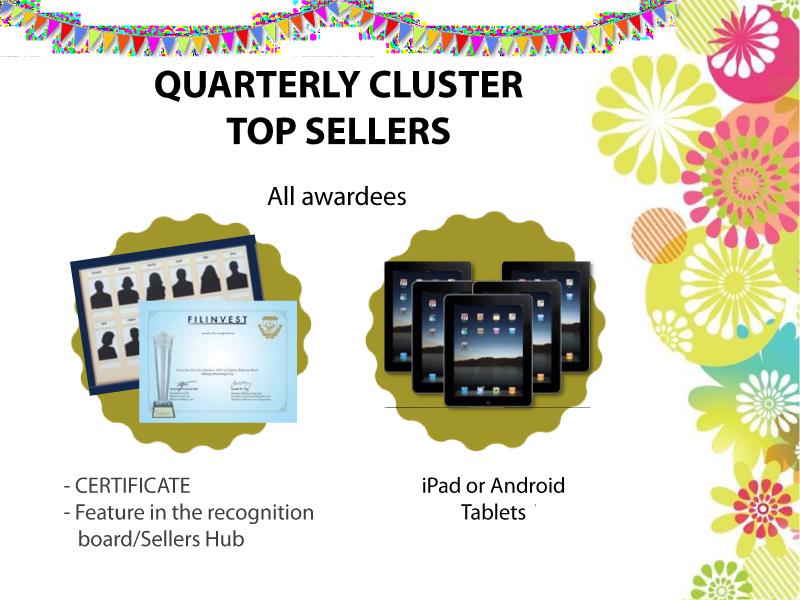 QUARTERLY CLUSTER
TOP SELLERS
All awardees
FILINVEST
- CERTIFICATE
- Feature in the recognition
board/Sellers Hub
iPad or Android
Tablets